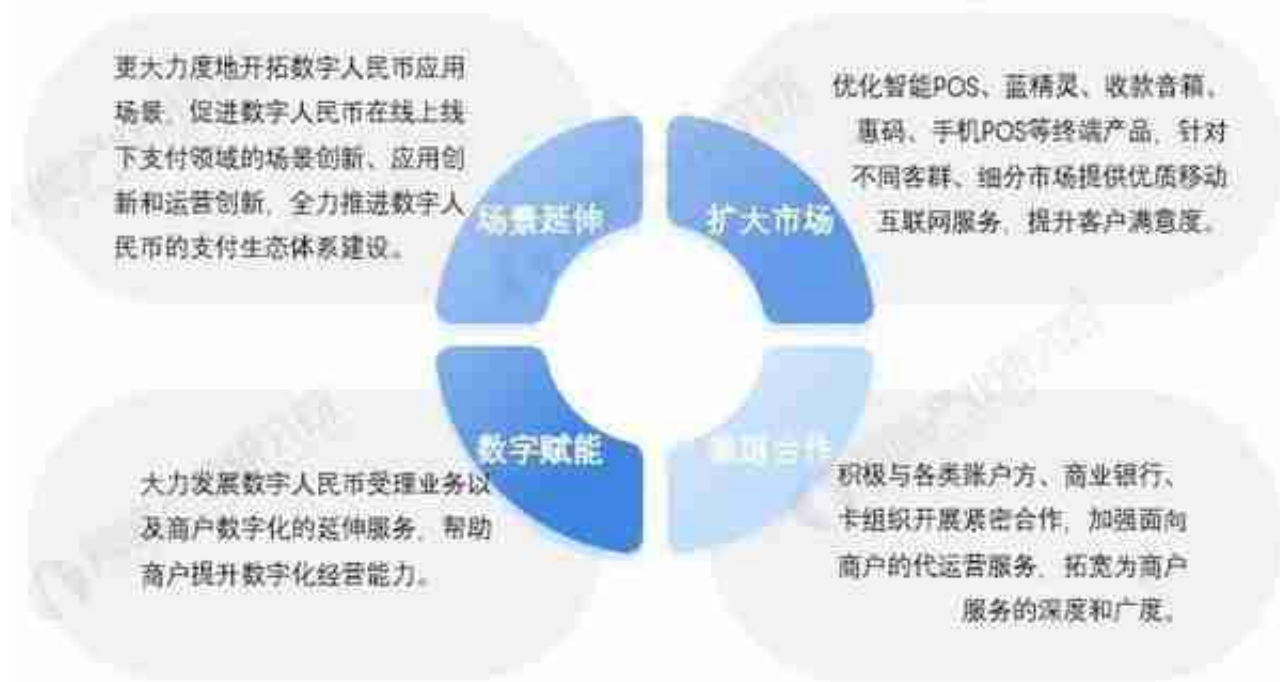 更大力度地开拓数字人民币应用
场景，促进数字人民币在线上线
下支付领域的场景创新、应用创
新和运营创新，全力推进数字人
民币的支付生态体系建设。
场景延伸
扩大市场
优化智能POS、蓝精灵、收款音箱、
惠码、手机POS等终端产品，针对
不同客群、细分市场提供优质移动
互联网服务，提升客户满意度。
数字赋能
大力发展数字人民币受理业务以
及商户数字化的延伸服务，帮助
商户提升数字化经营能力。
合作
积极与各类账户方、商业银行、
卡组织开展紧密合作，加强面向
商户的代运营服务，拓宽为商户
服务的深度和广度。